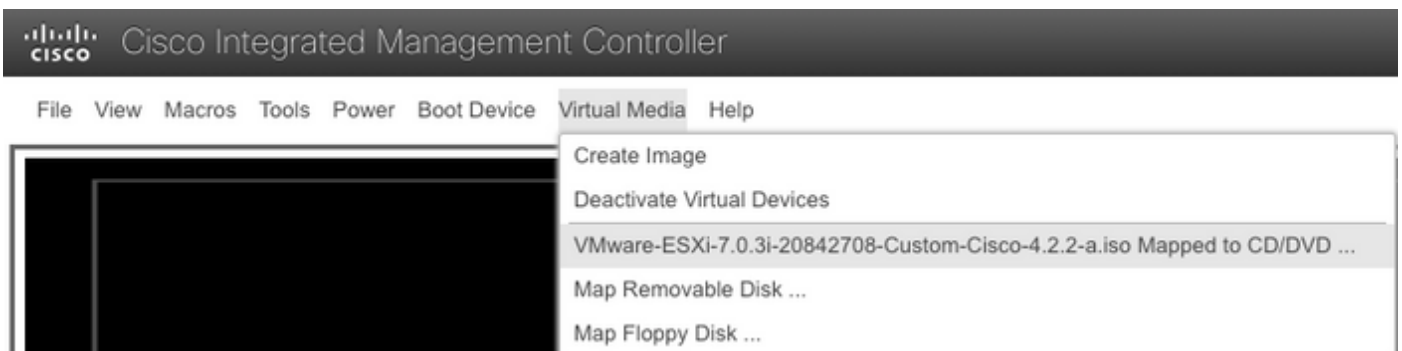 CISCO Cisco Integrated Management Controller
File View Macros Tools Power Boot Device Virtual Media Help
Create Image
Deactivate Virtual Devices
VMware-ESXi-7.0.3i-20842708-Custom-Cisco-4.2.2-a.iso Mapped to CD/DVD ...
Map Removable Disk ...
Map Floppy Disk ...